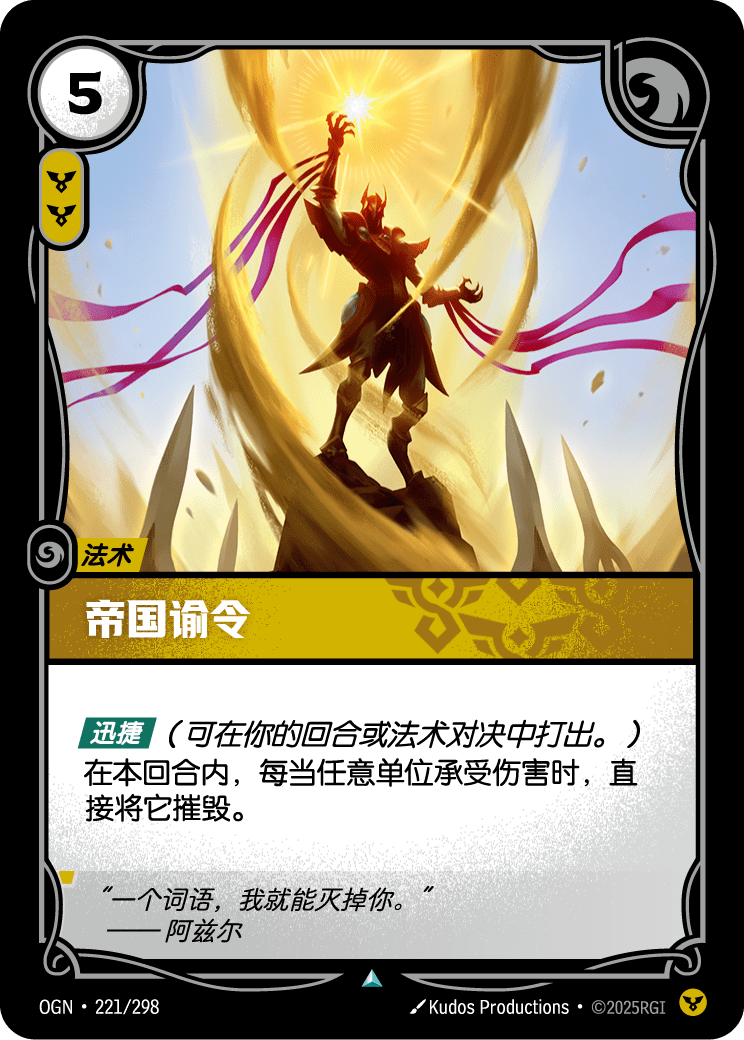 5
法术
帝国谕令
迅捷（可在你的回合或法术对决中打出。）
在本回合内，每当任意单位承受伤害时，直
接将它摧毁。
“一个词语，我就能灭掉你。”
——阿兹尔
OGN • 221/298
Kudos Productions • ©2025RGI